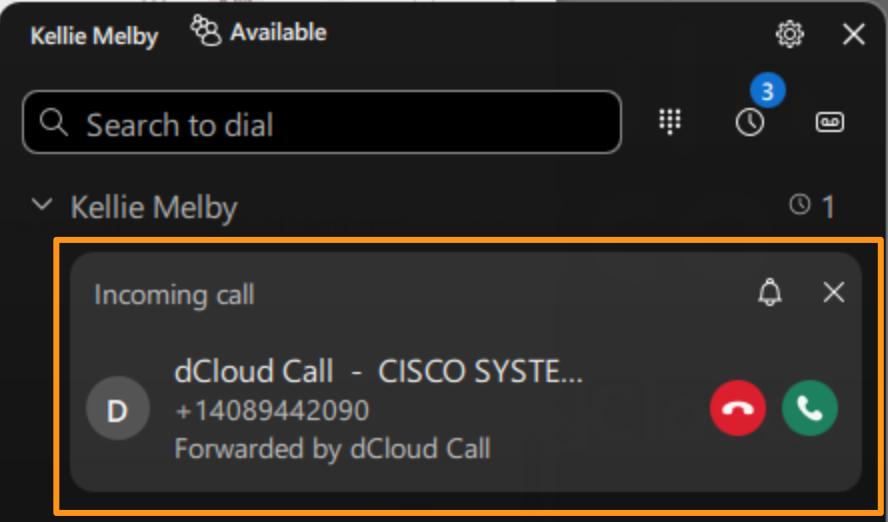 Kellie Melby Available
3
Search to dial
Kellie Melby 1
Incoming call
dCloud Call - CISCO SYSTE...
D
+14089442090
Forwarded by dCloud Call